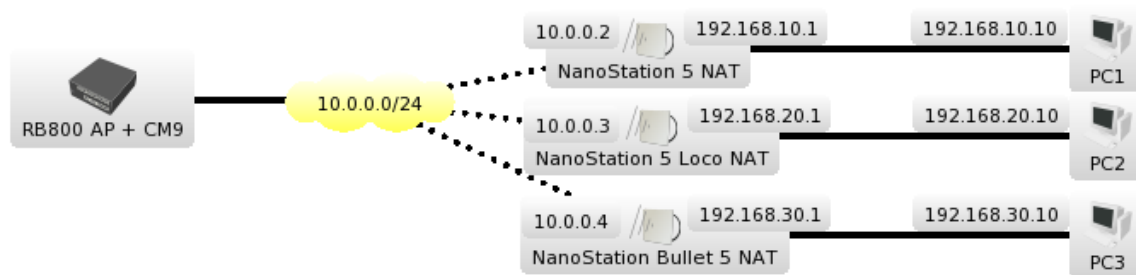 10.0.0.2
192.168.10.1
192.168.10.10
NanoStation 5 NAT
PC1
RB800 AP + CM9
10.0.0.0/24
10.0.0.3
192.168.20.1
192.168.20.10
NanoStation 5 Loco NAT
PC2
10.0.0.4
192.168.30.1
192.168.30.10
NanoStation Bullet 5 NAT
PC3